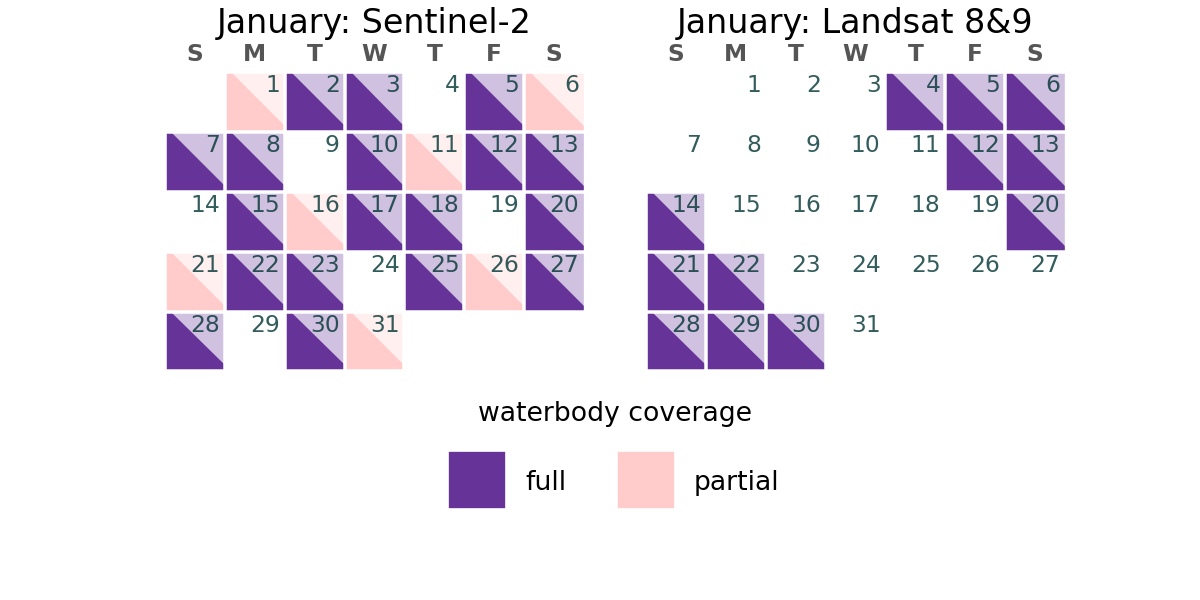 January: Sentinel-2
S M T W T F S
1 2 3 4 5 6
7 8 9 10 11 12 13
14 15 16 17 18 19 20
21 22 23 24 25 26 27
28 29 30 31
January: Landsat 8&9
S M T W T F S
1 2 3 4 5 6
7 8 9 10 11 12 13
14 15 16 17 18 19 20
21 22 23 24 25 26 27
28 29 30 31
waterbody coverage
full partial